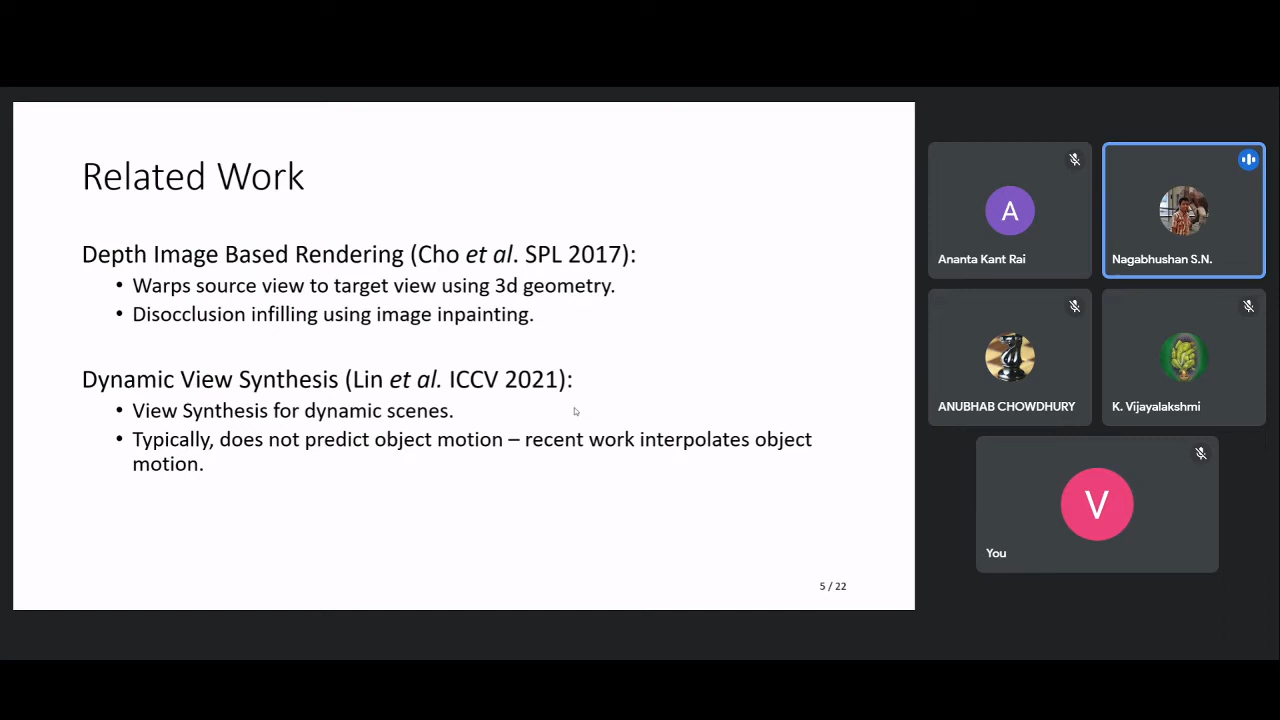 Related Work
Depth Image Based Rendering (Cho et al. SPL 2017):
• Warps source view to target view using 3d geometry.
• Disocclusion infilling using image inpainting.
Dynamic View Synthesis (Lin et al. ICCV 2021):
• View Synthesis for dynamic scenes.
• Typically, does not predict object motion – recent work interpolates object
motion.
5 / 22
A
Ananta Kant Rai
Nagabhushan S.N.
ANUBHAB CHOWDHURY
K. Vijayalakshmi
V
You